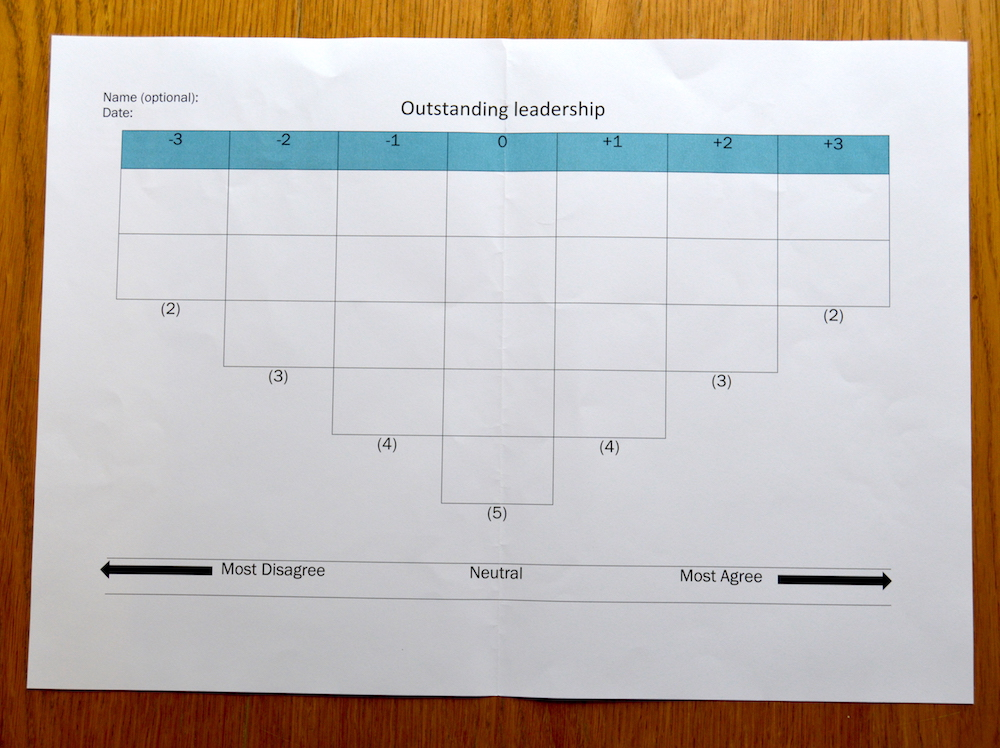 Name (optional):
Date:
Outstanding leadership
-3 -2 -1 0 +1 +2 +3
(2) (2)
(3) (3)
(4) (4)
(5)
Most Disagree Neutral Most Agree